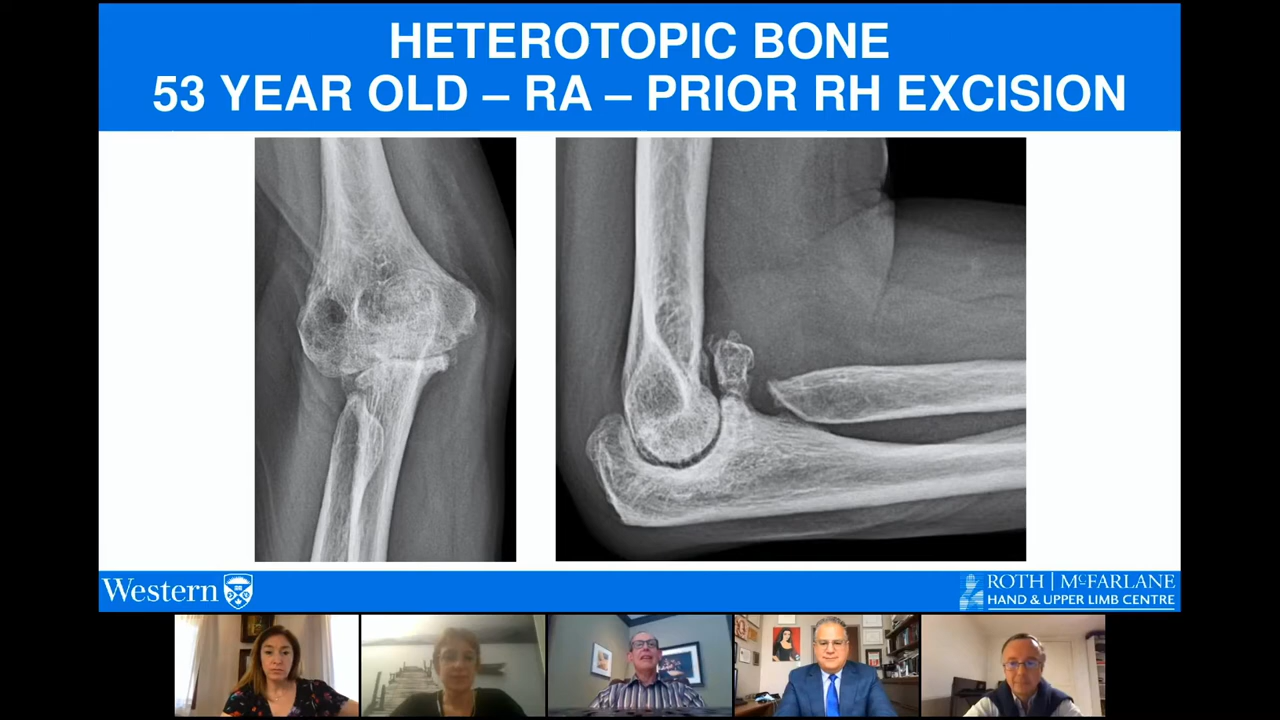 HETEROTOPIC BONE
53 YEAR OLD – RA – PRIOR RH EXCISION
Western
ROTH | MCFARLANE
HAND & UPPER LIMB CENTRE